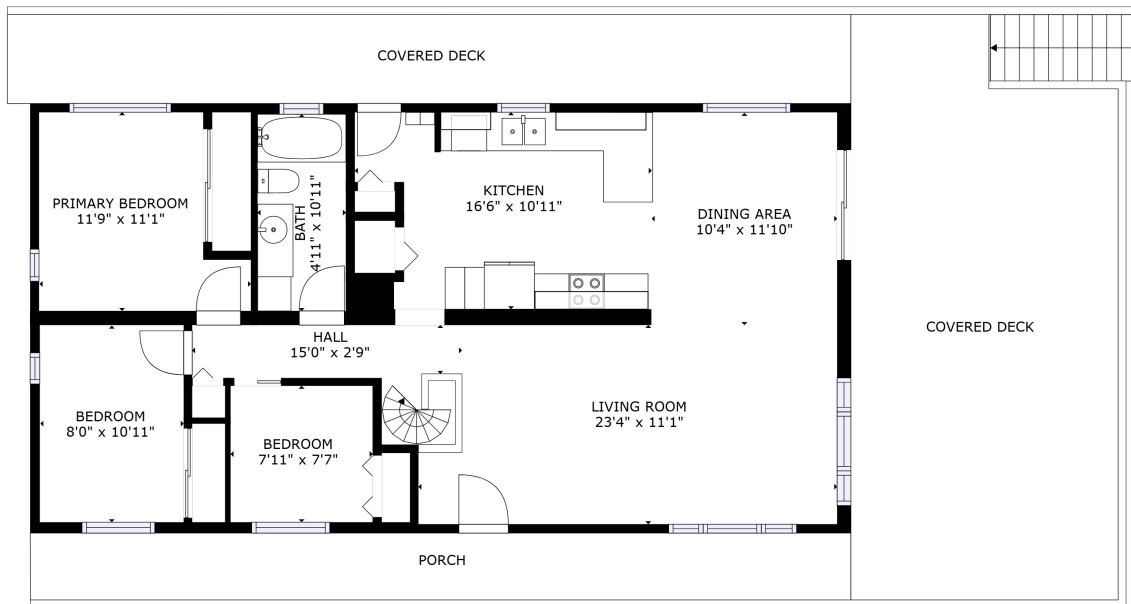 COVERED DECK
PRIMARY BEDROOM
11'9" x 11'1"
BATH
4'11" x 10'11"
KITCHEN
16'6" x 10'11"
DINING AREA
10'4" x 11'10"
COVERED DECK
HALL
15'0" x 2'9"
BEDROOM
8'0" x 10'11"
BEDROOM
7'11" x 7'7"
LIVING ROOM
23'4" x 11'1"
PORCH